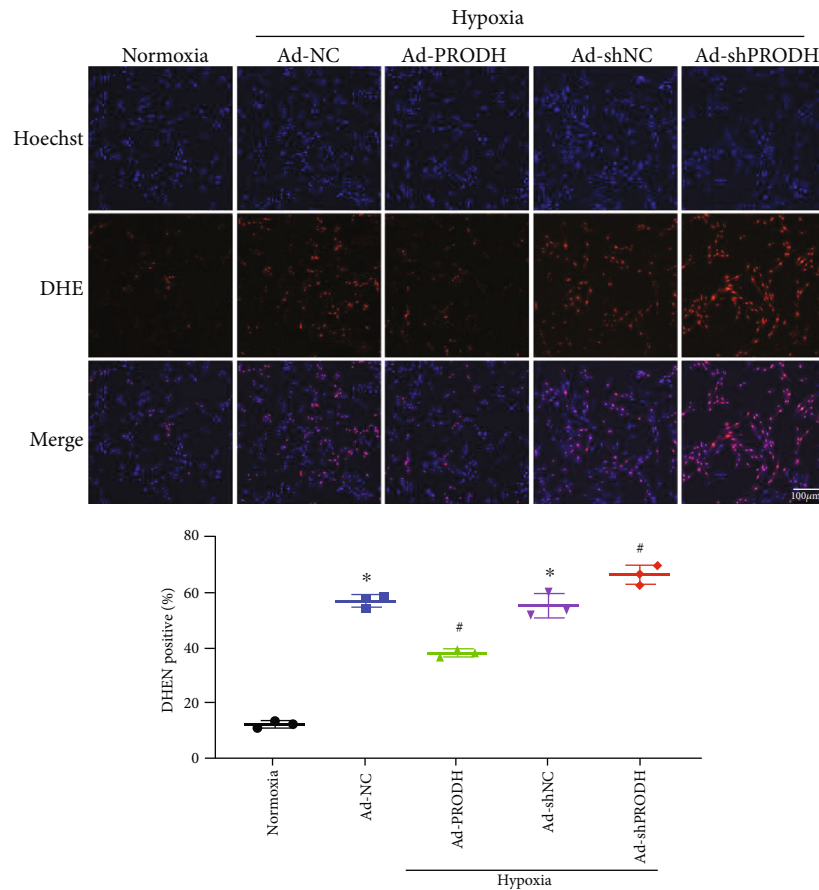 Hypoxia
Normoxia Ad-NC Ad-PRODH Ad-shNC Ad-shPRODH
Hoechst
DHE
Merge
100μm
80
60
40
20
0
DHEN positive (%)
*
#
*
#
Normoxia
Ad-NC
Ad-PRODH
Ad-shNC
Ad-shPRODH
Hypoxia